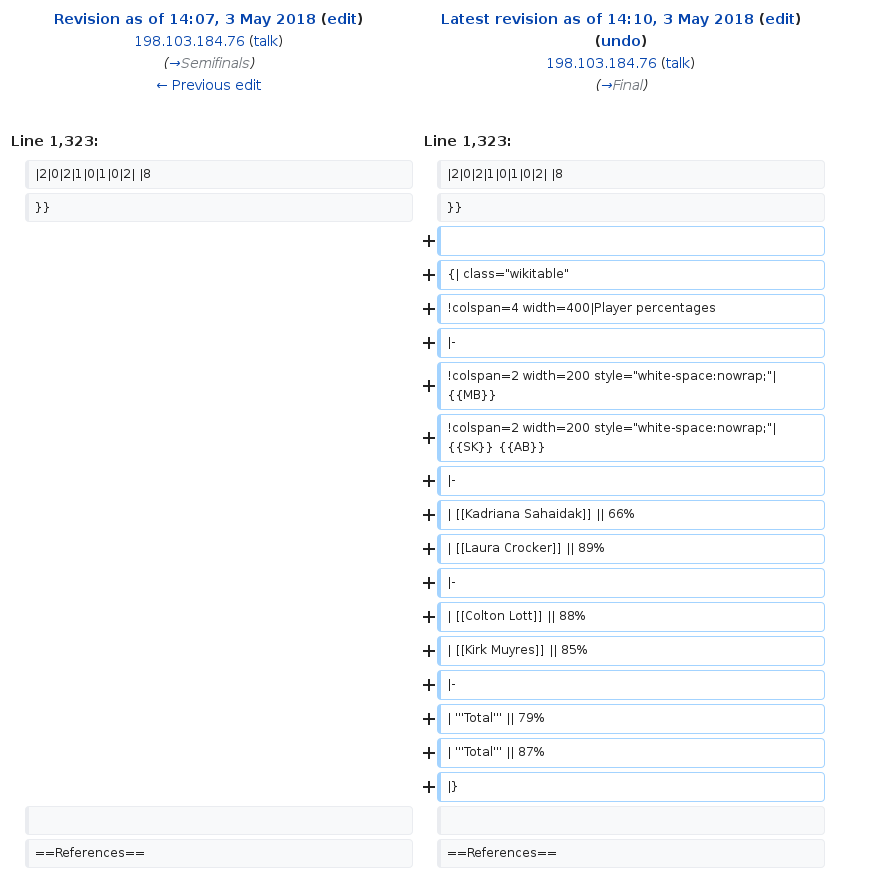 Revision as of 14:07, 3 May 2018 (edit)
198.103.184.76 (talk)
(→Semifinals)
← Previous edit
Latest revision as of 14:10, 3 May 2018 (edit)
(undo)
198.103.184.76 (talk)
(→Final)
Line 1,323:
Line 1,323:
|2|0|2|1|0|1|0|2| |8
|2|0|2|1|0|1|0|2| |8
}}
}}
+
+ {| class="wikitable"
+ !colspan=4 width=400|Player percentages
+ |-
+ !colspan=2 width=200 style="white-space:nowrap;"|
{{MB}}
+ !colspan=2 width=200 style="white-space:nowrap;"|
{{SK}} {{AB}}
+ |-
+ | [[Kadriana Sahaidak]] || 66%
+ | [[Laura Crocker]] || 89%
+ |-
+ | [[Colton Lott]] || 88%
+ | [[Kirk Muyres]] || 85%
+ |-
+ | '''Total''' || 79%
+ | '''Total''' || 87%
+ |}
==References==
==References==